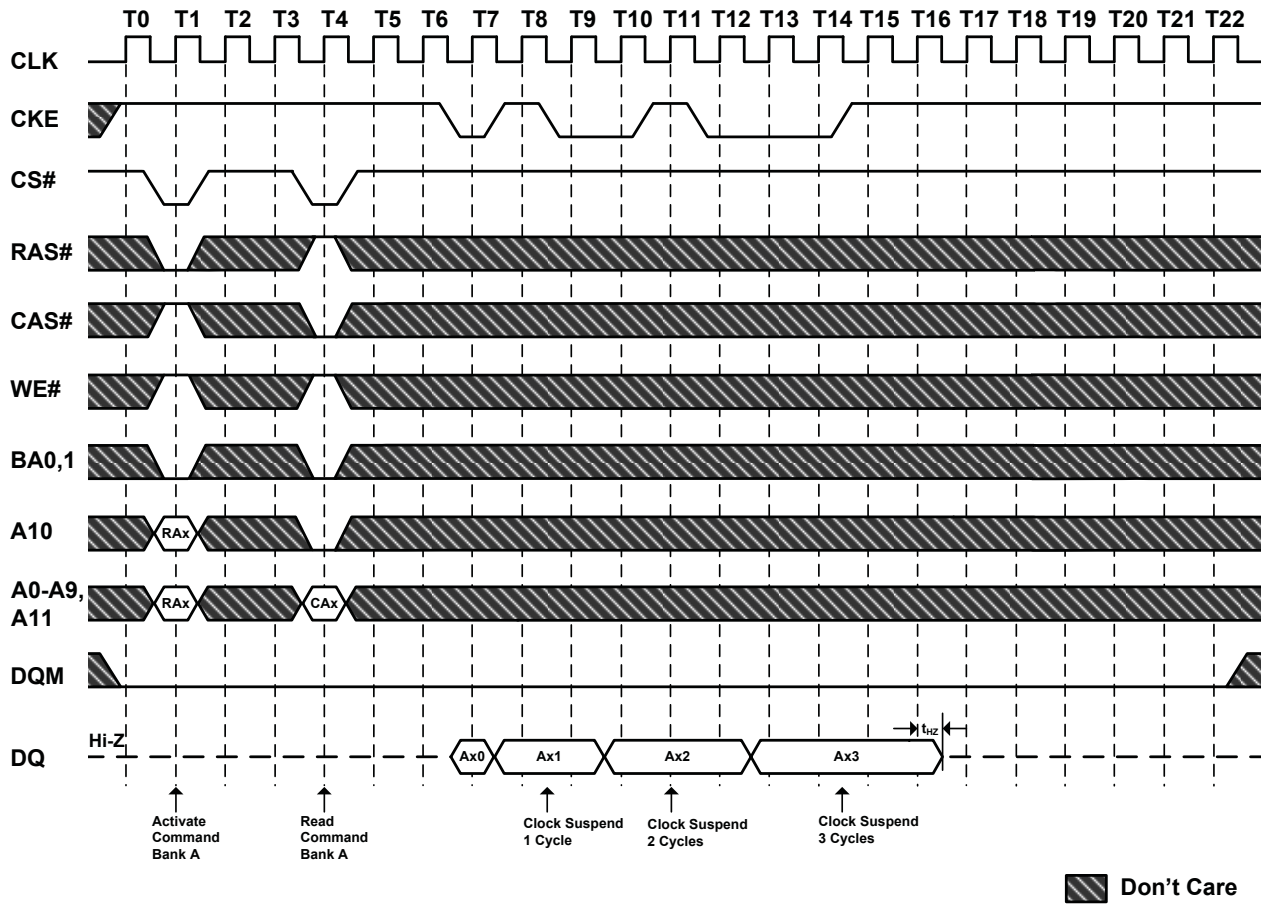 T0 T1 T2 T3 T4 T5 T6 T7 T8 T9 T10 T11 T12 T13 T14 T15 T16 T17 T18 T19 T20 T21 T22
CLK
CKE
CS#
RAS#
CAS#
WE#
BA0,1
A10
RAx
A0-A9,
A11
RAx CAx
DQM
Hi-Z
tHZ
DQ
Ax0 Ax1 Ax2 Ax3
Activate
Command
Bank A
Read
Command
Bank A
Clock Suspend
1 Cycle
Clock Suspend
2 Cycles
Clock Suspend
3 Cycles
Don't Care